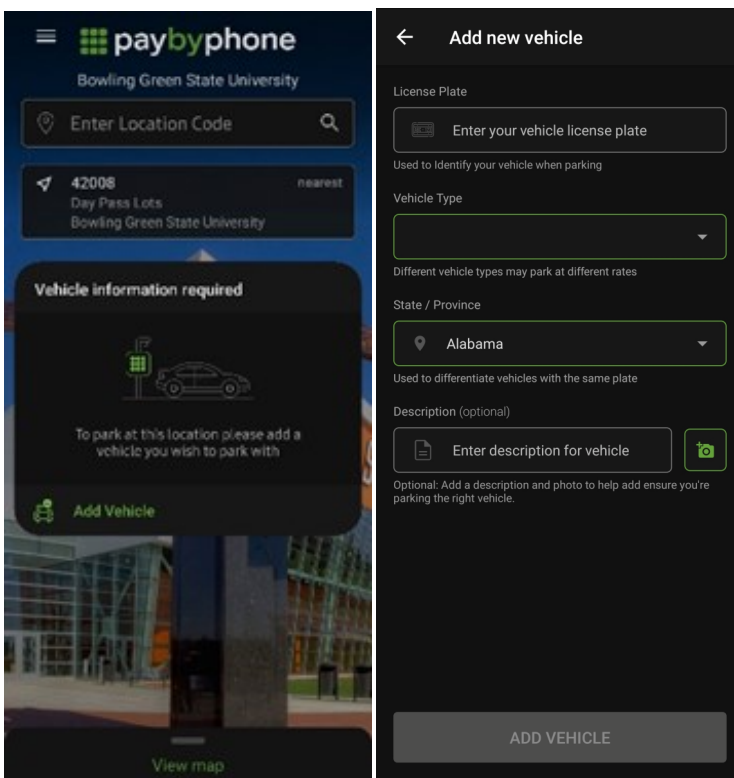 paybyphone
Bowling Green State University
Enter Location Code
42008 nearest
Day Pass Lots
Bowling Green State University
Vehicle information required
To park at this location please add a
vehicle you wish to park with
Add Vehicle
View map
Add new vehicle
License Plate
Enter your vehicle license plate
Used to Identify your vehicle when parking
Vehicle Type
Different vehicle types may park at different rates
State / Province
Alabama
Used to differentiate vehicles with the same plate
Description (optional)
Enter description for vehicle
Optional: Add a description and photo to help add ensure you're
parking the right vehicle.
ADD VEHICLE